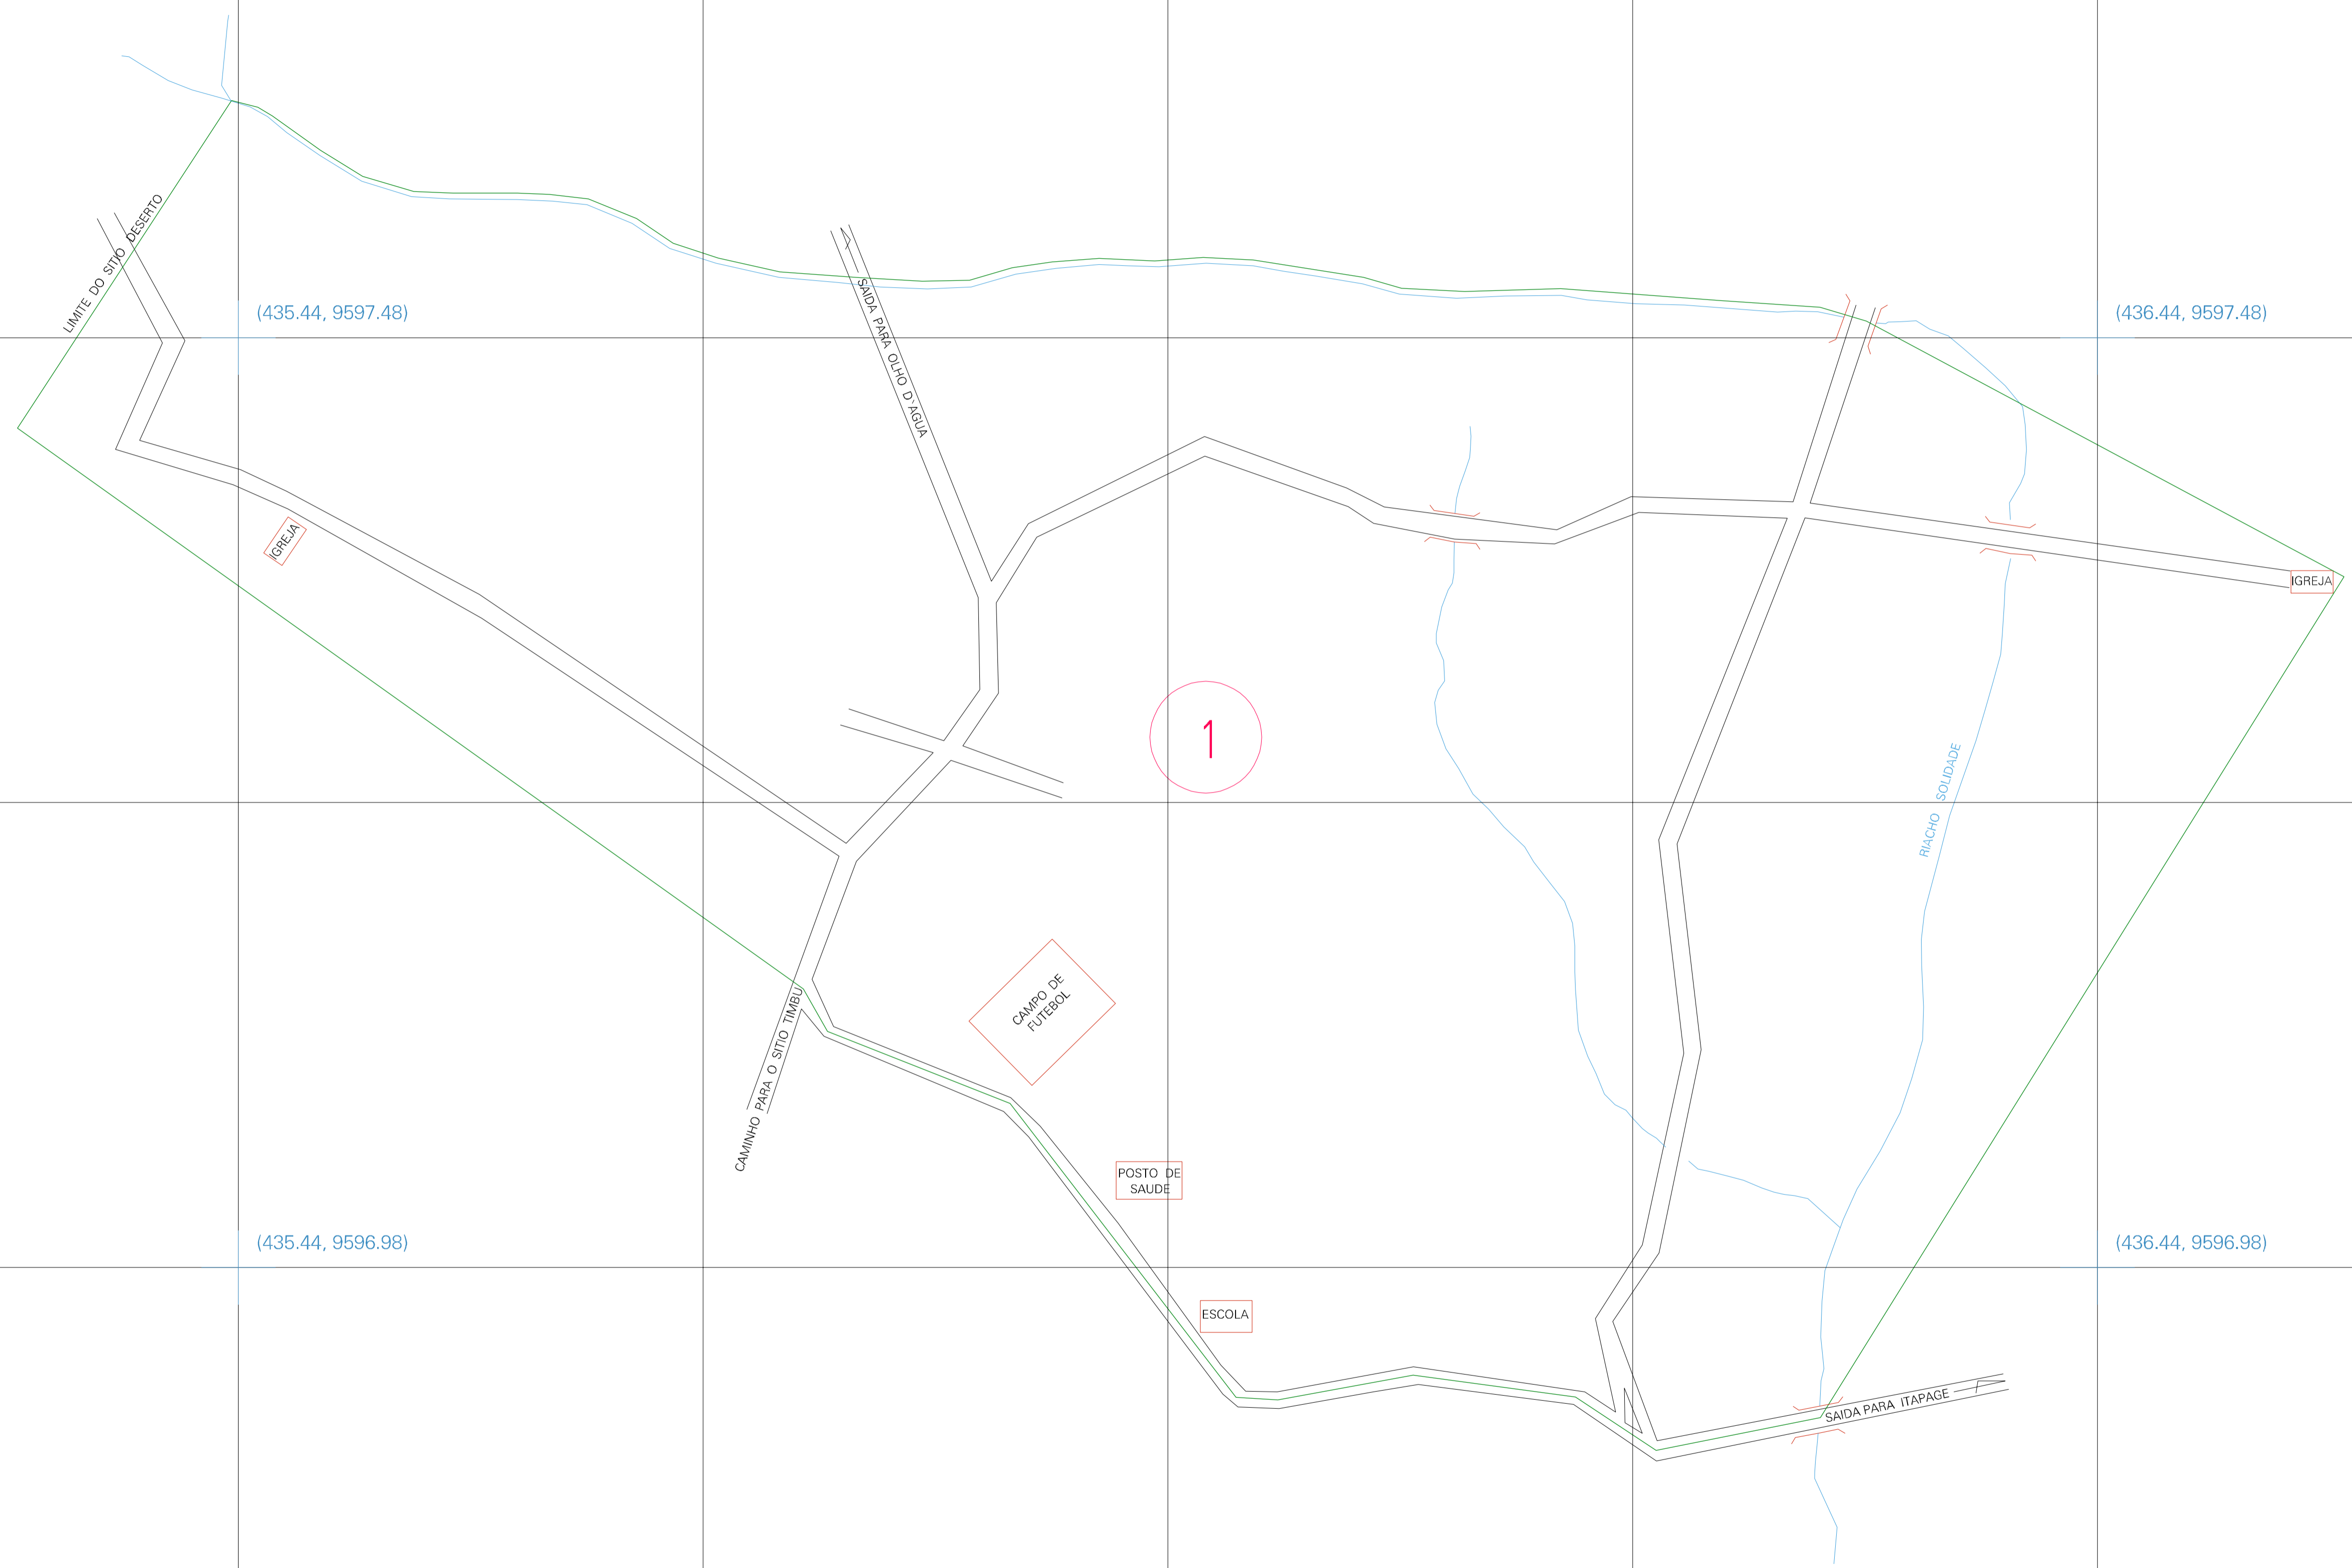 LIMITE DO SITIO DESERTO
(435.44, 9597.48)
SAIDA PARA OLHO D`AGUA
(436.44, 9597.48)
IGREJA
IGREJA
1
RIACHO SOLIDADE
CAMPO DE
FUTEBOL
CAMINHO PARA O SITIO TIMBU
POSTO DE
SAUDE
(435.44, 9596.98)
(436.44, 9596.98)
ESCOLA
SAIDA PARA ITAPAGE